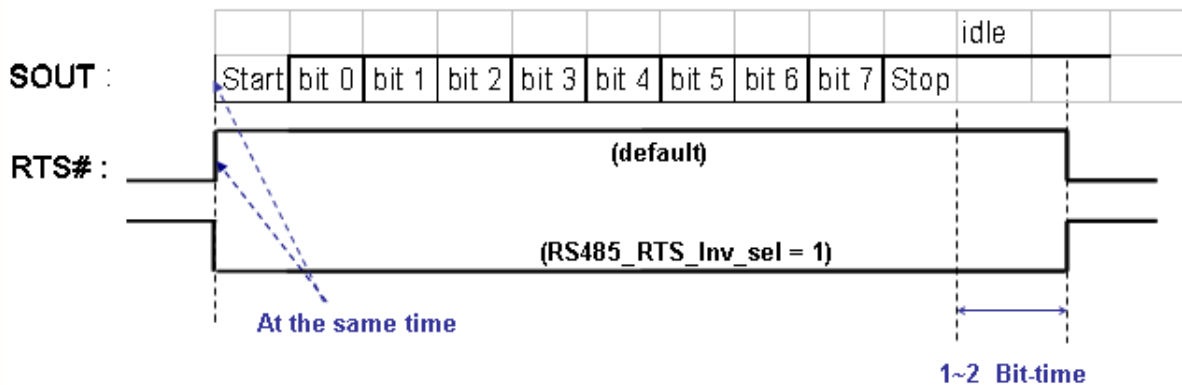 idle
SOUT :
Start bit 0 bit 1 bit 2 bit 3 bit 4 bit 5 bit 6 bit 7 Stop
(default)
RTS# :
(RS485_RTS_Inv_sel = 1)
At the same time
1~2 Bit-time